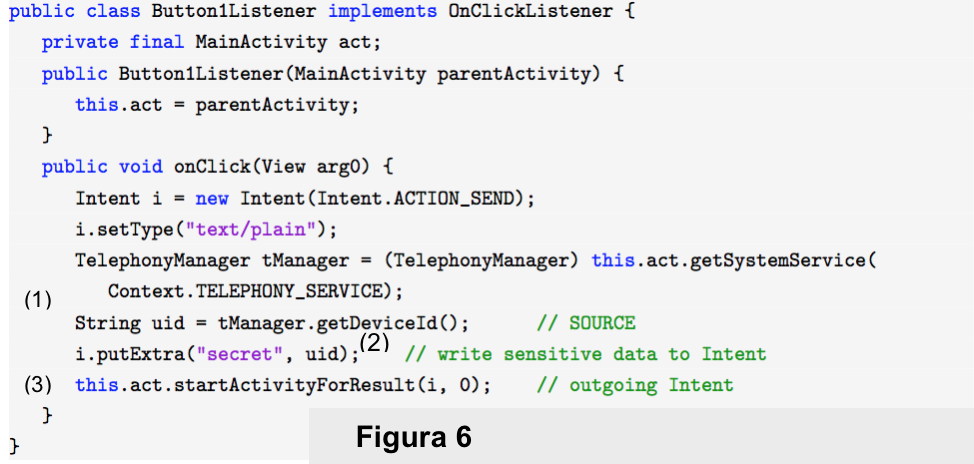 public class Button1Listener implements OnClickListener {
private final MainActivity act;
public Button1Listener(MainActivity parentActivity) {
this.act = parentActivity;
}
public void onClick(View arg0) {
Intent i = new Intent(Intent.ACTION_SEND);
i.setType("text/plain");
TelephonyManager tManager = (TelephonyManager) this.act.getSystemService(
(1) Context.TELEPHONY_SERVICE);
String uid = tManager.getDeviceId(); // SOURCE
i.putExtra("secret", uid);(2) // write sensitive data to Intent
(3) this.act.startActivityForResult(i, 0); // outgoing Intent
}
}
Figura 6